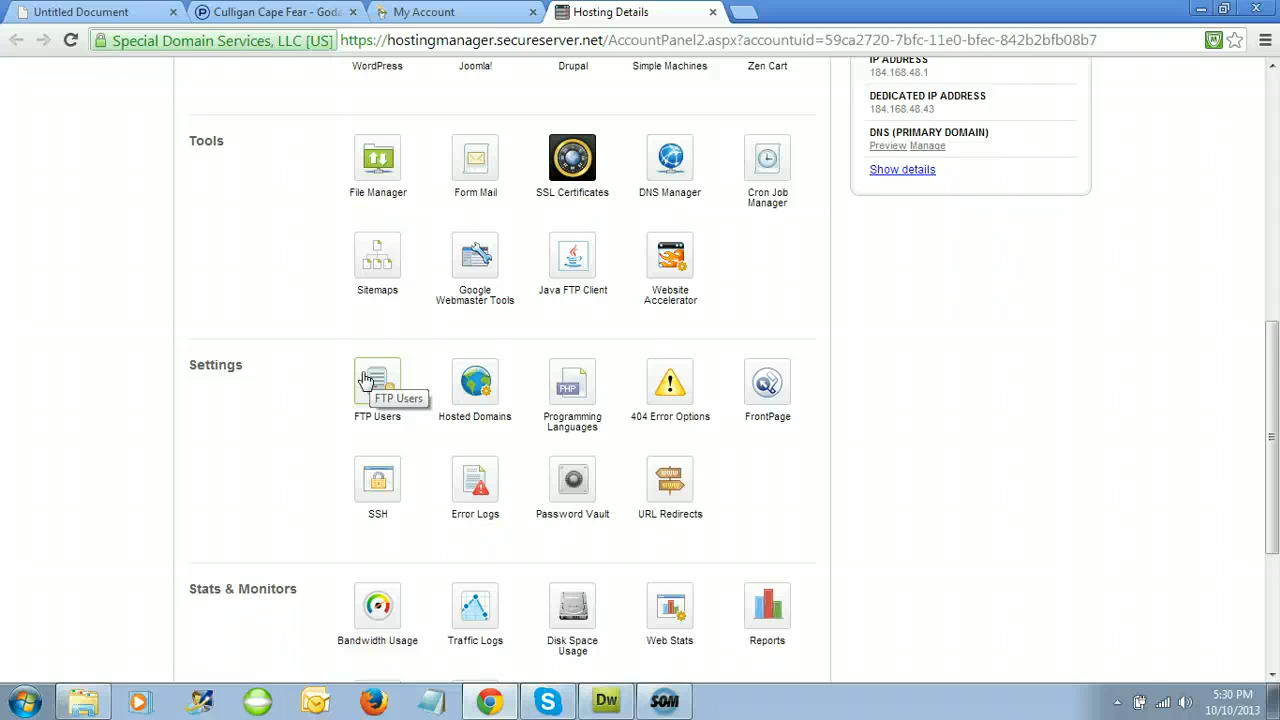 Untitled Document
Culligan Cape Fear - Goda
My Account
Hosting Details
Special Domain Services, LLC [US]
https://hostingmanager.secureserver.net/AccountPanel2.aspx?accountuid=59ca2720-7bfc-11e0-bfec-842b2bfb08b7
WordPress
Joomla!
Drupal
Simple Machines
Zen Cart
IP ADDRESS
184.168.48.1
DEDICATED IP ADDRESS
184.168.48.43
DNS (PRIMARY DOMAIN)
Preview Manage
Show details
Tools
File Manager
Form Mail
SSL Certificates
DNS Manager
Cron Job
Manager
Sitemaps
Google
Webmaster Tools
Java FTP Client
Website
Accelerator
Settings
FTP Users
FTP Users
Hosted Domains
PHP
Programming
Languages
404 Error Options
FrontPage
SSH
Error Logs
Password Vault
URL Redirects
Stats & Monitors
Bandwidth Usage
Traffic Logs
Disk Space
Usage
Web Stats
Reports
Dw
SOM
5:30 PM
10/10/2013